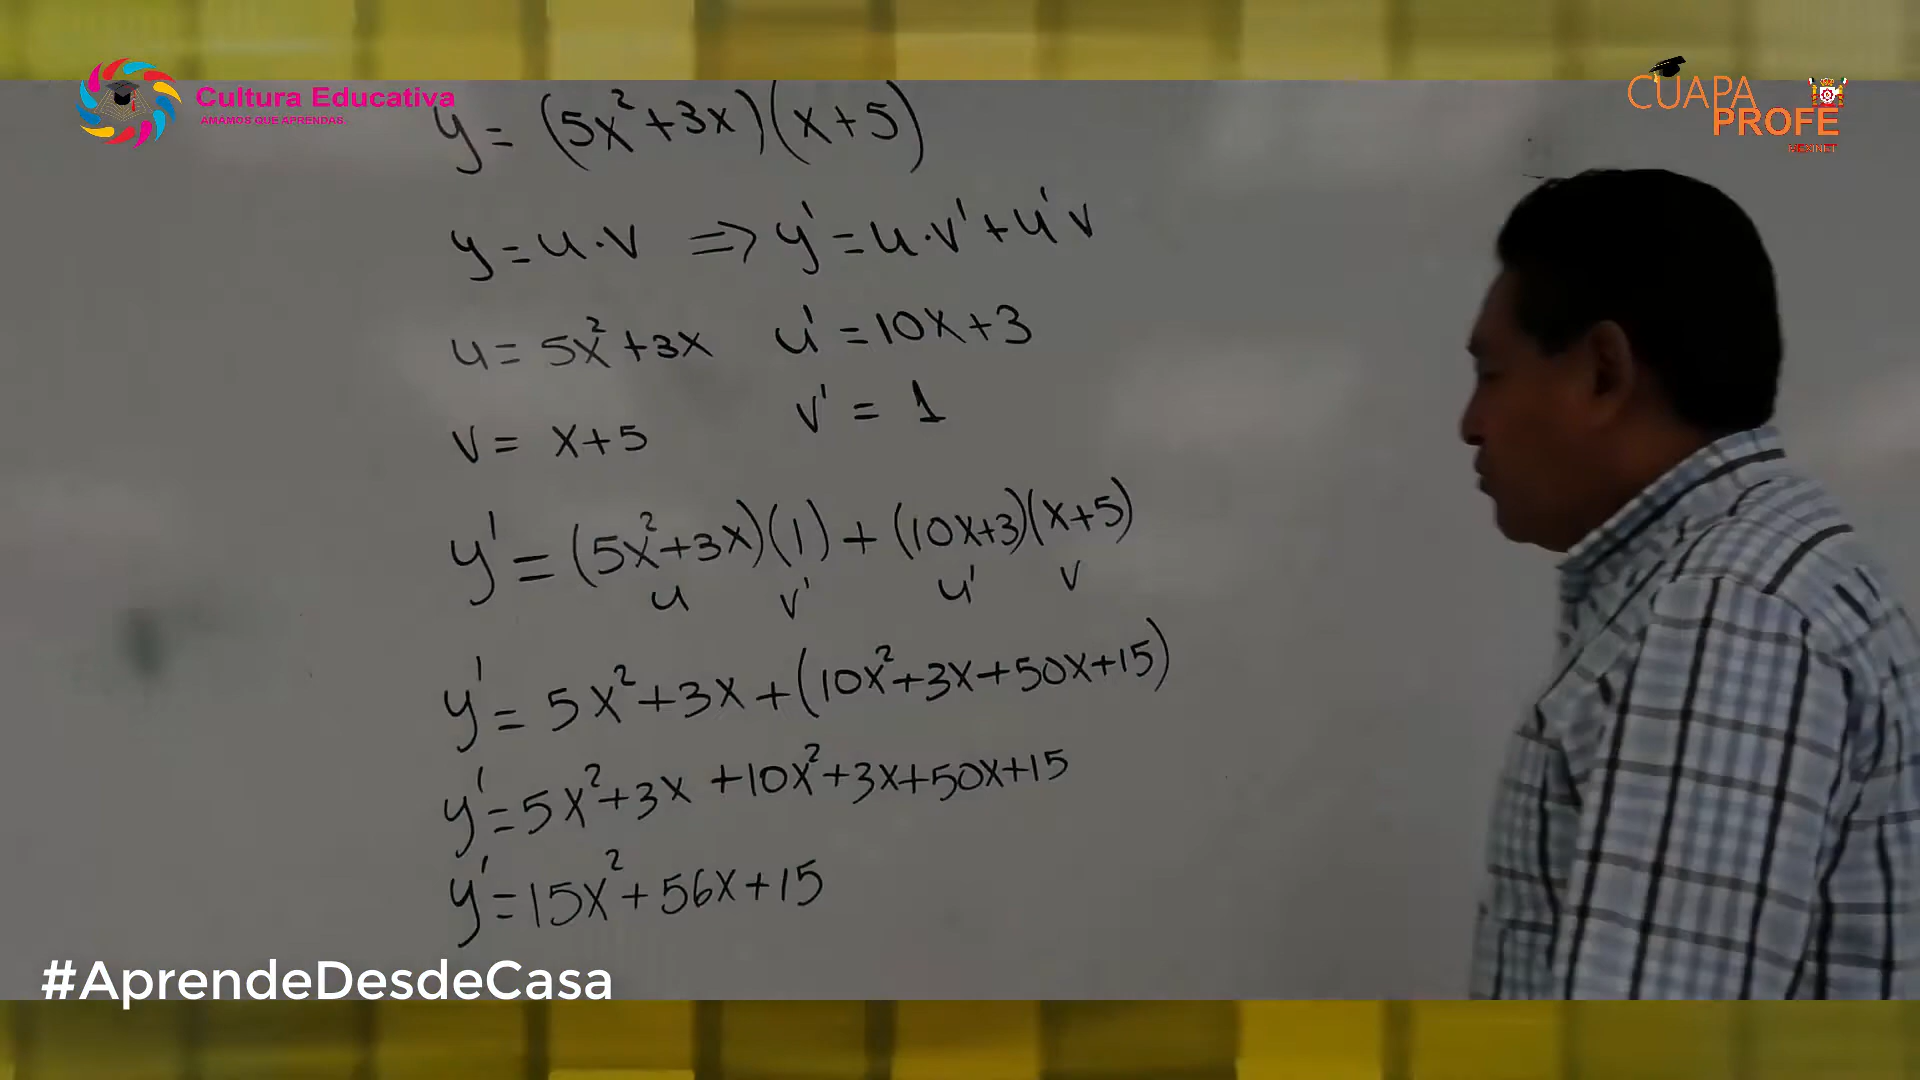 Cultura Educativa
AMAMOS QUE APRENDAS.
CUAPA
PROFE
MEXINET
y = (5x²+3x)(x+5)
y = u·v ⇒ y' = u·v' + u'v
u = 5x²+3x u' = 10x+3
v' = 1
v = x+5
y' = (5x²+3x)(1) + (10x+3)(x+5)
u v' u' v
y' = 5x²+3x+(10x²+3x+50x+15)
y' = 5x²+3x +10x²+3x+50x+15
y' = 15x²+56x+15
#AprendeDesdeCasa